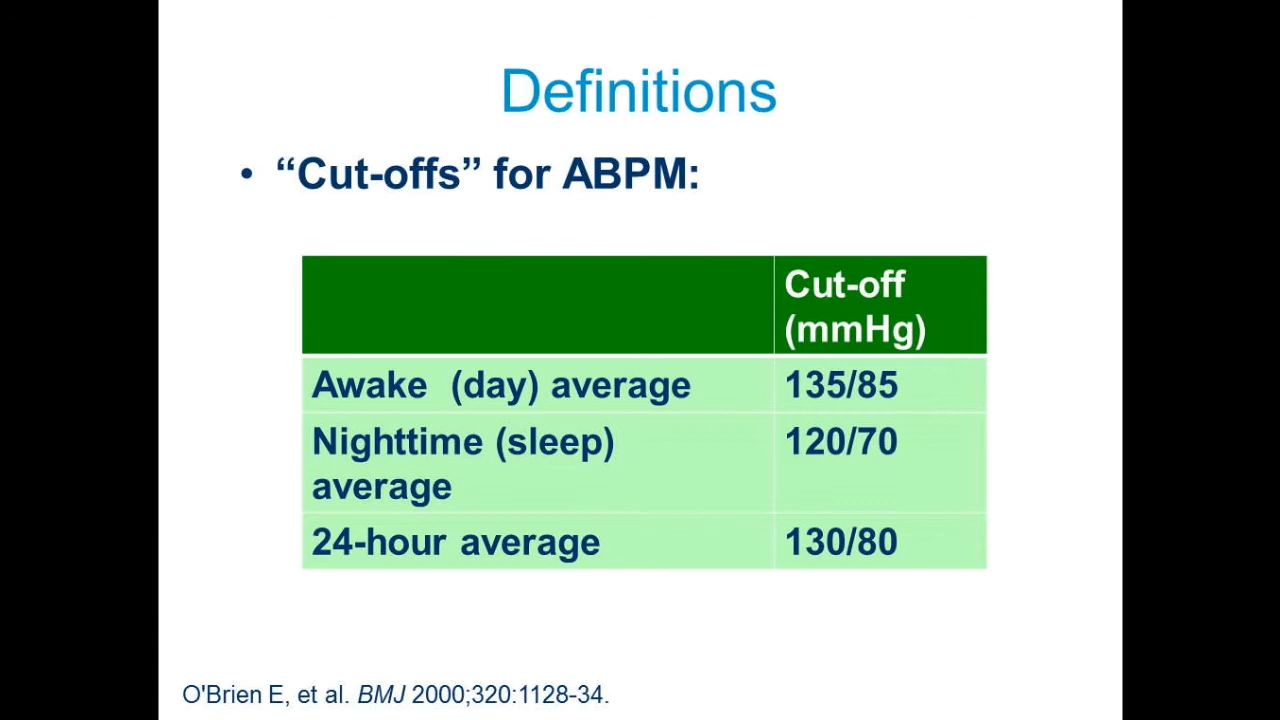 Definitions
• “Cut-offs” for ABPM:
Cut-off
(mmHg)
Awake (day) average
135/85
Nighttime (sleep)
average
120/70
24-hour average
130/80
O'Brien E, et al. BMJ 2000;320:1128-34.